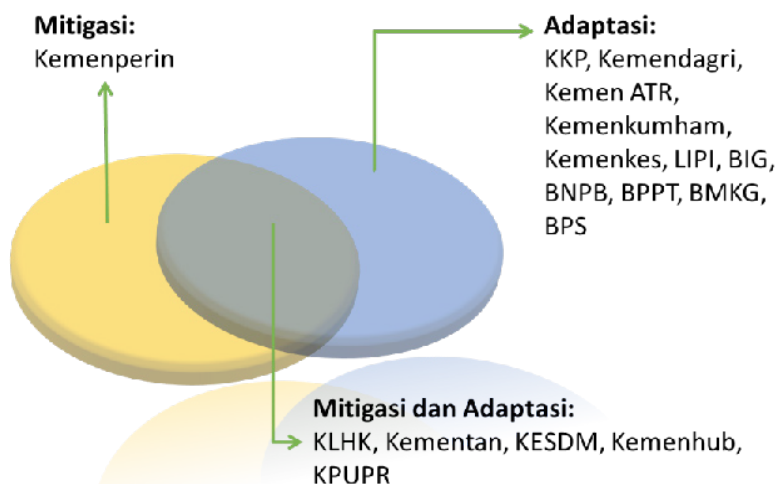 Mitigasi:
Kemenperin
Adaptasi:
KKP, Kemendagri,
Kemen ATR,
Kemenkumham,
Kemenkes, LIPI, BIG,
BNPB, BPPT, BMKG,
BPS
Mitigasi dan Adaptasi:
KLHK, Kementan, KESDM, Kemenhub,
KPUPR